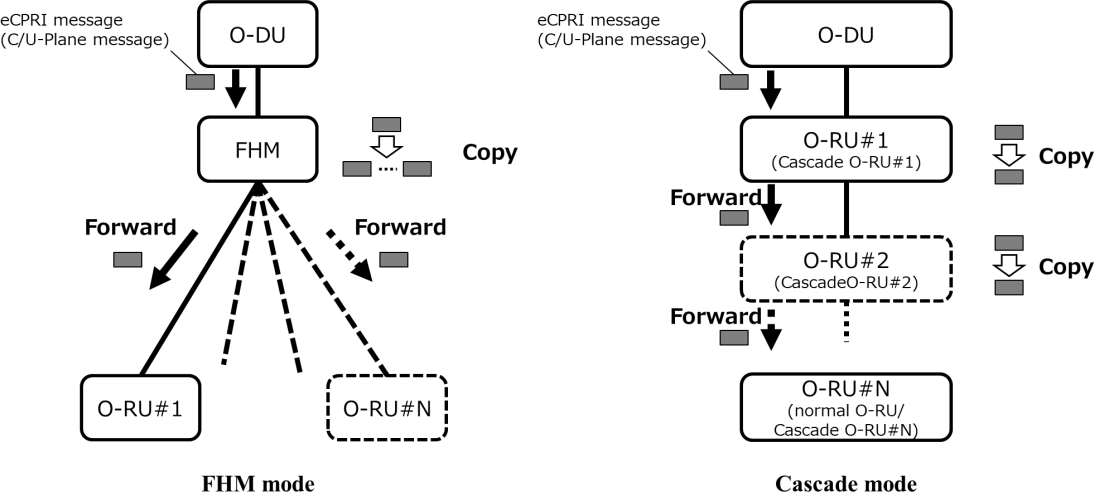 eCPRI message
(C/U-Plane message)
O-DU
FHM
Copy
Forward
Forward
O-RU#1
O-RU#N
FHM mode
eCPRI message
(C/U-Plane message)
O-DU
O-RU#1
(Cascade O-RU#1)
Copy
Forward
O-RU#2
(CascadeO-RU#2)
Copy
Forward
O-RU#N
(normal O-RU/
Cascade O-RU#N)
Cascade mode